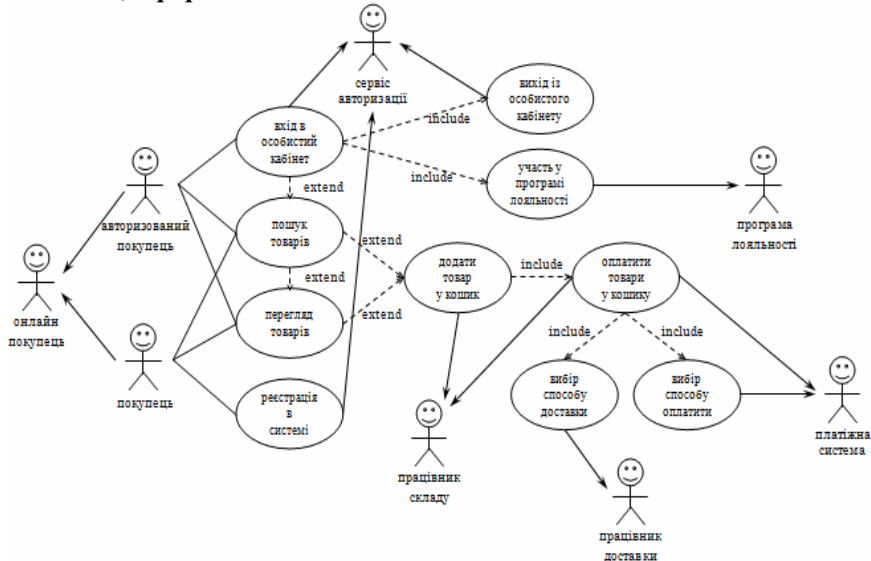 сервіс
авторизації
вхід в
особистий
кабінет
include
вихід із
особистого
кабінету
extend
include
участь у
програмі
лояльності
програма
лояльності
авторизований
покупець
пошук
товарів
extend
extend
додати
товар
у кошик
include
оплатити
товари
у кошику
онлайн
покупець
перегляд
товарів
extend
include
include
покупець
реєстрація
в
системі
вибір
способу
доставки
вибір
способу
оплатити
платіжна
система
працівник
складу
працівник
доставки